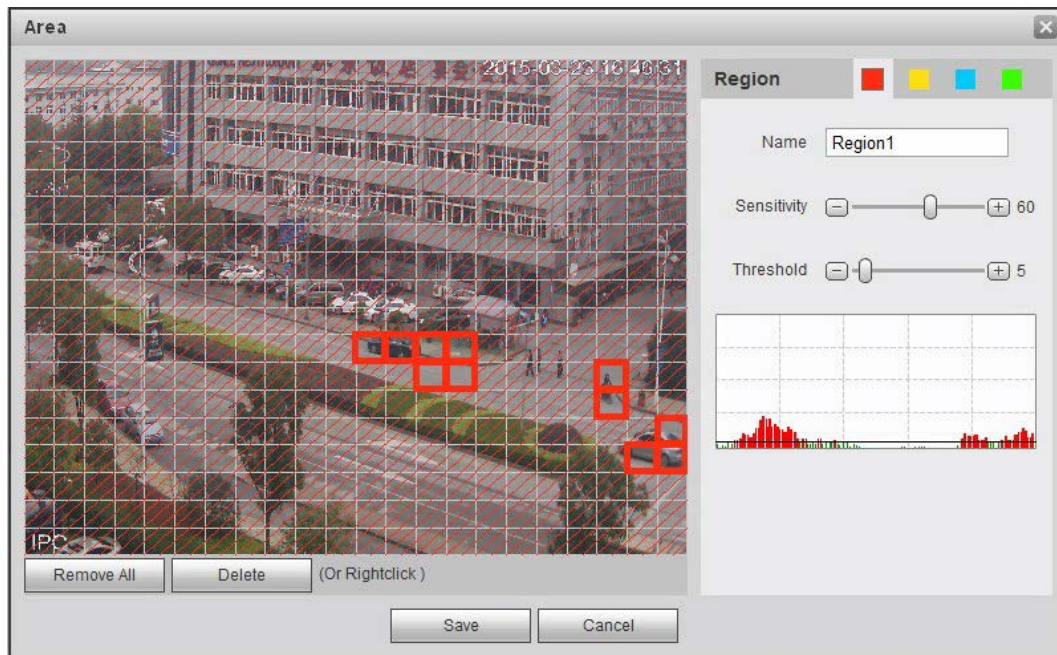 Area
2015-03-23 16:46:31
Region
Name Region1
Sensitivity 60
Threshold 5
IPC
Remove All Delete (Or Rightclick )
Save Cancel